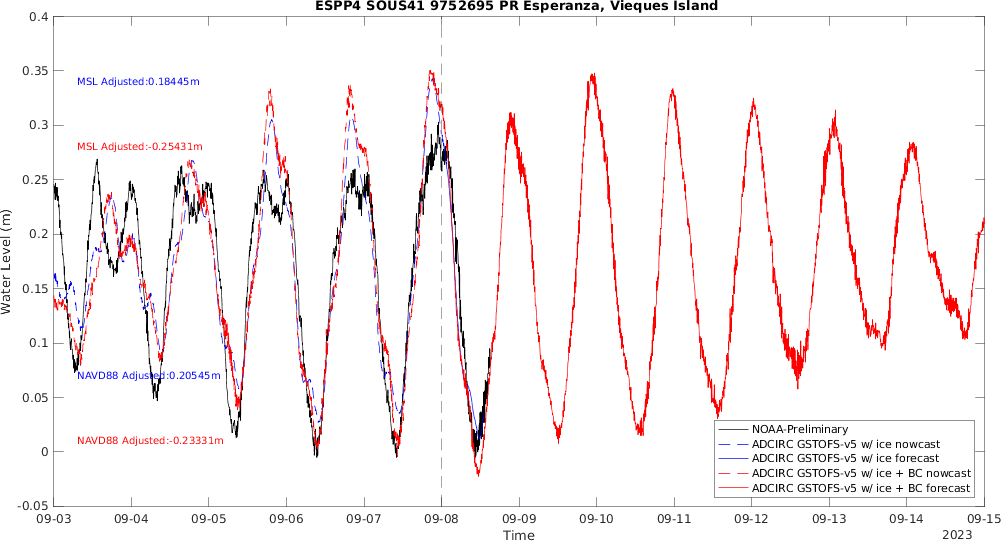 ESPP4 SOUS41 9752695 PR Esperanza, Vieques Island
0.4
0.35
0.3
0.25
0.2
0.15
0.1
0.05
0
-0.05
Water Level (m)
MSL Adjusted:0.18445m
MSL Adjusted:-0.25431m
NAVD88 Adjusted:0.20545m
NAVD88 Adjusted:-0.23331m
NOAA-Preliminary
ADCIRC GSTOFS-v5 w/ ice nowcast
ADCIRC GSTOFS-v5 w/ ice forecast
ADCIRC GSTOFS-v5 w/ ice + BC nowcast
ADCIRC GSTOFS-v5 w/ ice + BC forecast
09-03 09-04 09-05 09-06 09-07 09-08 09-09 09-10 09-11 09-12 09-13 09-14 09-15
Time
2023